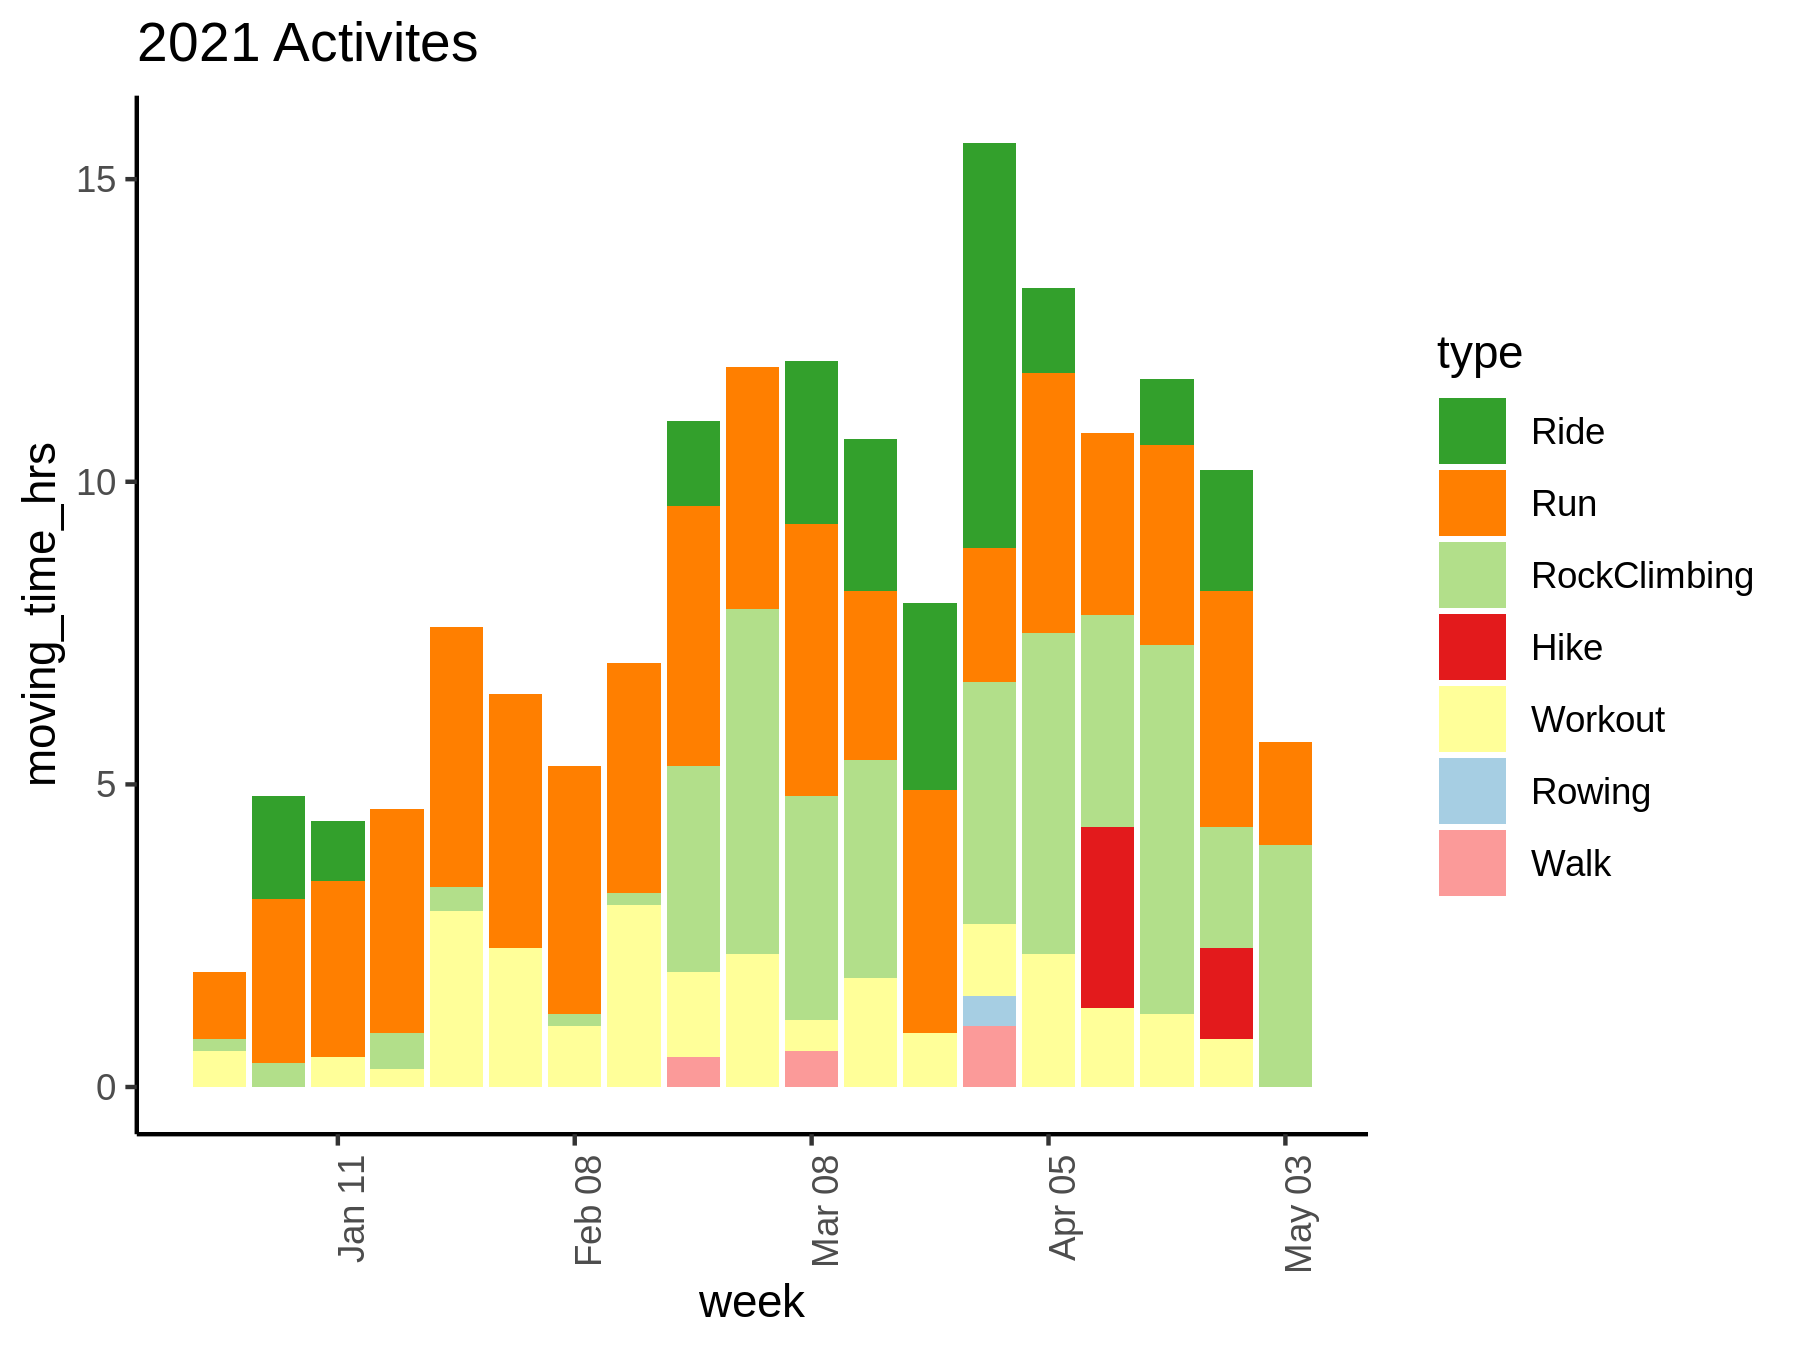 2021 Activites
moving_time_hrs
15
10
5
0
Jan 11
Feb 08
Mar 08
Apr 05
May 03
week
type
Ride
Run
RockClimbing
Hike
Workout
Rowing
Walk